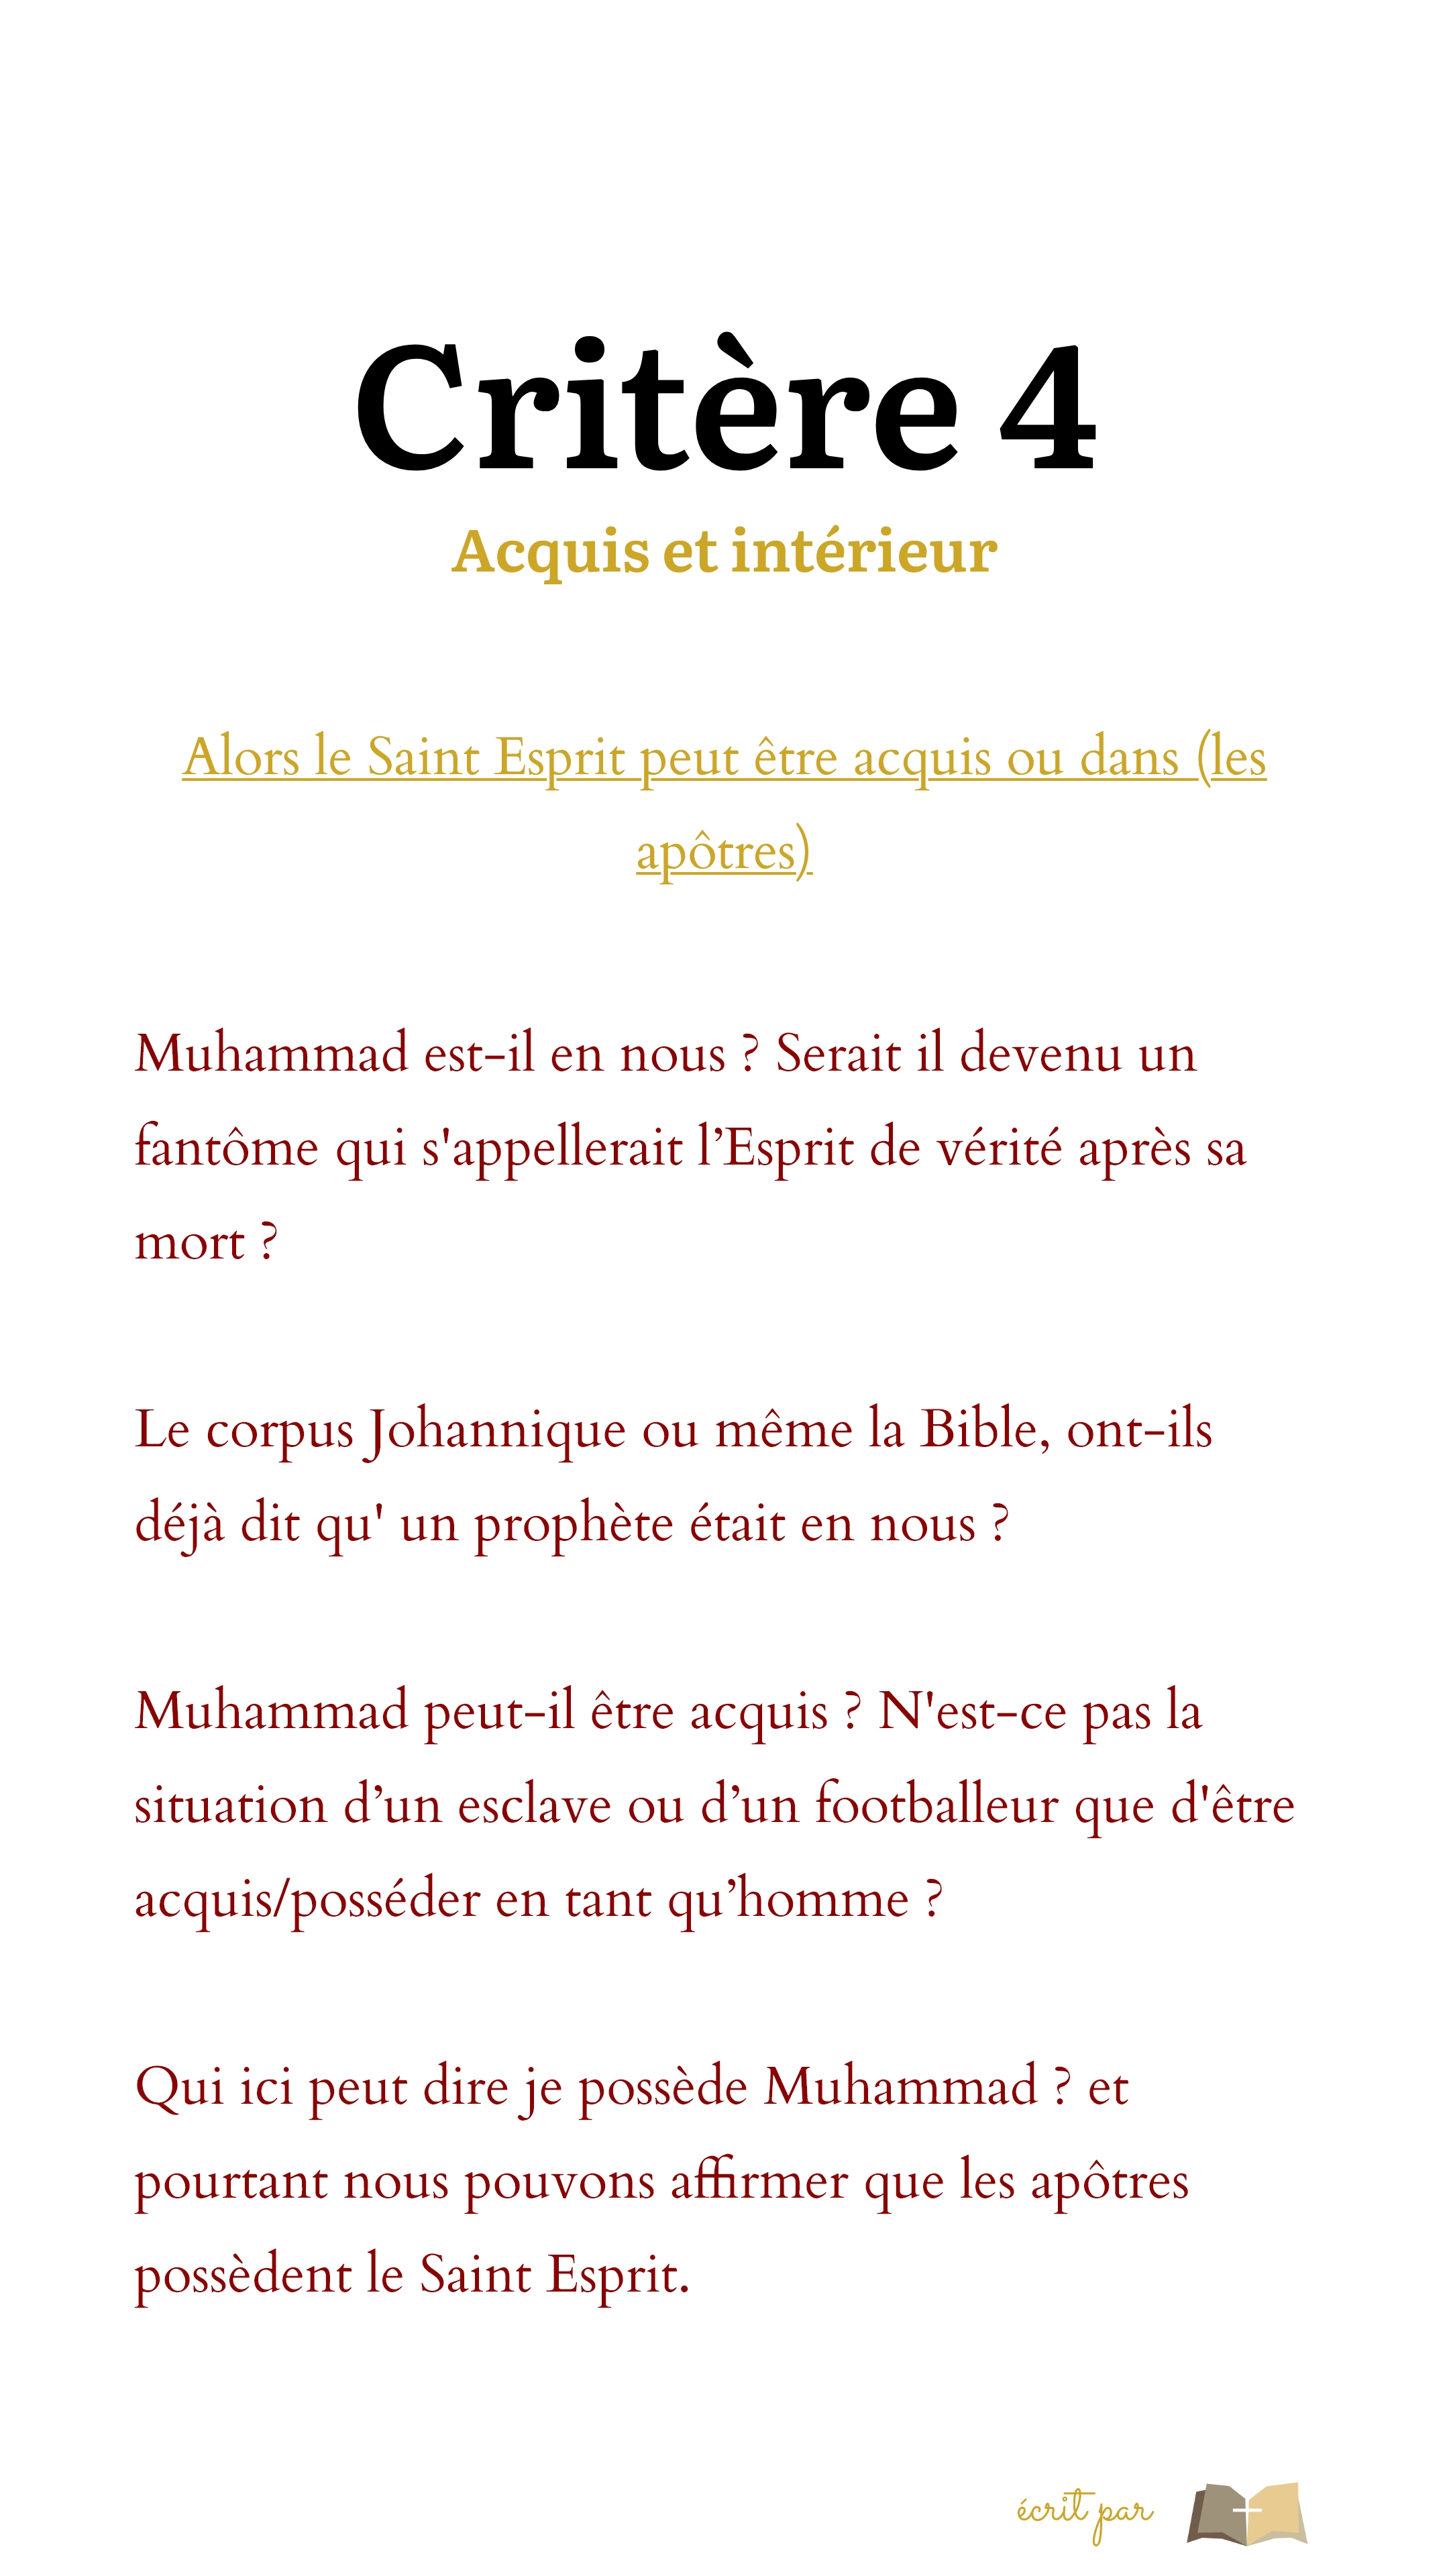 Critère 4
Acquis et intérieur
Alors le Saint Esprit peut être acquis ou dans (les
apôtres)
Muhammad est-il en nous ? Serait il devenu un
fantôme qui s'appellerait l’Esprit de vérité après sa
mort ?
Le corpus Johannique ou même la Bible, ont-ils
déjà dit qu' un prophète était en nous ?
Muhammad peut-il être acquis ? N'est-ce pas la
situation d’un esclave ou d’un footballeur que d'être
acquis/posséder en tant qu’homme ?
Qui ici peut dire je possède Muhammad ? et
pourtant nous pouvons affirmer que les apôtres
possèdent le Saint Esprit.
écrit par